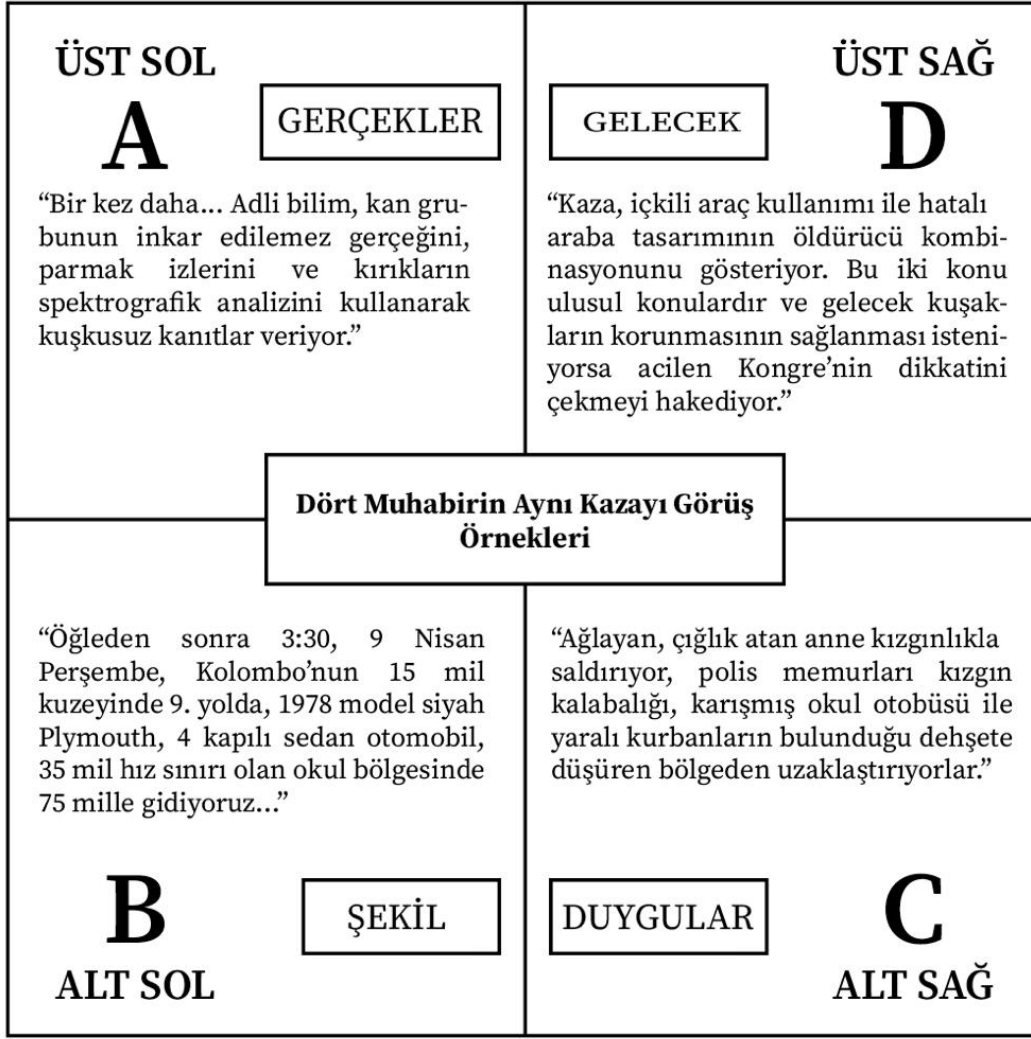 ÜST SOL
A
GERÇEKLER
“Bir kez daha... Adli bilim, kan gru-
bunun inkar edilemez gerçeğini,
parmak izlerini ve kırıkların
spektrografik analizini kullanarak
kuşkusuz kanıtlar veriyor.”
ÜST SAĞ
GELECEK
D
“Kaza, içkili araç kullanımı ile hatalı
araba tasarımının öldürücü kombi-
nasyonunu gösteriyor. Bu iki konu
ulusul konulardır ve gelecek kuşak-
ların korunmasının sağlanması isteni-
yorsa acilen Kongre’nin dikkatini
çekmeyi hakediyor.”
Dört Muhabirin Aynı Kazayı Görüş
Örnekleri
“Öğleden sonra 3:30, 9 Nisan
Perşembe, Kolombo’nun 15 mil
kuzeyinde 9. yolda, 1978 model siyah
Plymouth, 4 kapılı sedan otomobil,
35 mil hız sınırı olan okul bölgesinde
75 mille gidiyoruz...”
B
ŞEKİL
ALT SOL
“Ağlayan, çığlık atan anne kızgınlıkla
saldırıyor, polis memurları kızgın
kalabalığı, karışmış okul otobüsü ile
yaralı kurbanların bulunduğu dehşete
düşüren bölgeden uzaklaştırıyorlar.”
DUYGULAR
C
ALT SAĞ